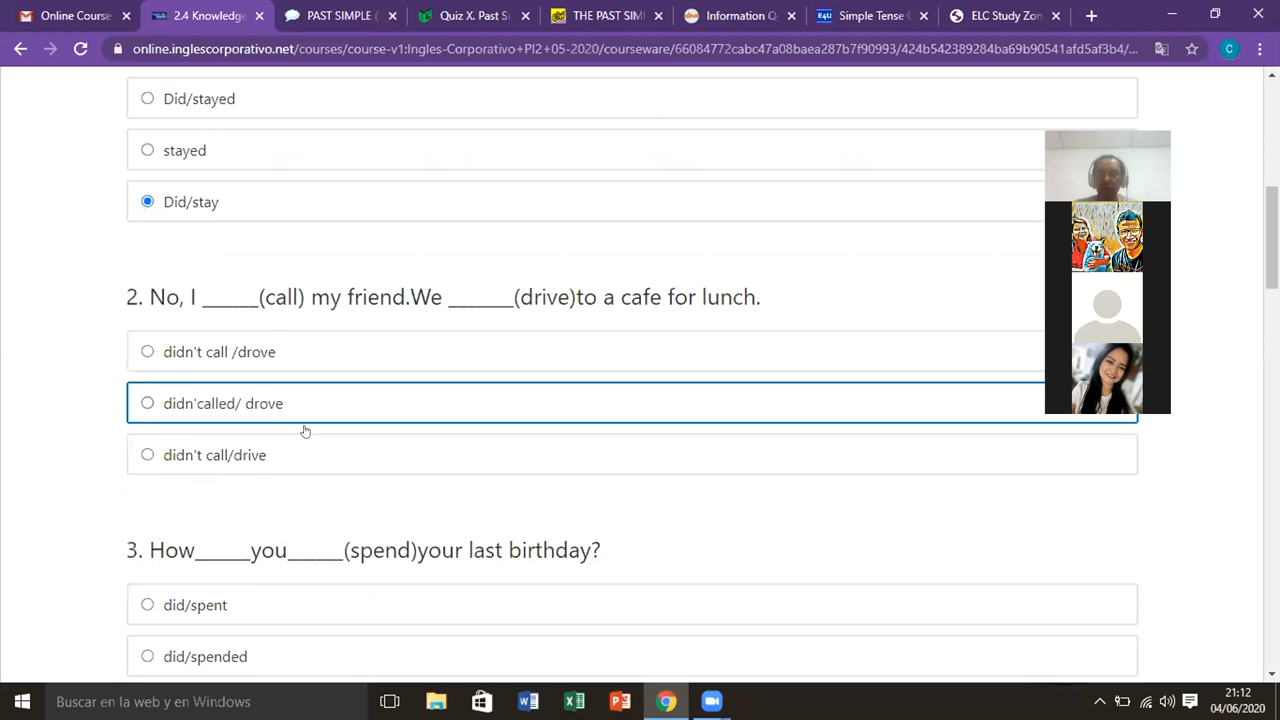 Online Course
2.4 Knowledge
PAST SIMPLE (
Quiz X. Past Si
THE PAST SIM
Information Q
Simple Tense
ELC Study Zon
online.inglescorporativo.net/courses/course-v1:Ingles-Corporativo+PI2+05-2020/courseware/66084772cabc47a08baea287b7f90993/424b542389284ba69b90541afd5af3b4/...
C
Did/stayed
stayed
Did/stay
2. No, I ______(call) my friend.We _______(drive)to a cafe for lunch.
didn't call /drove
didn'called/ drove
didn't call/drive
3. How______you______(spend)your last birthday?
did/spent
did/spended
Buscar en la web y en Windows
21:12
04/06/2020